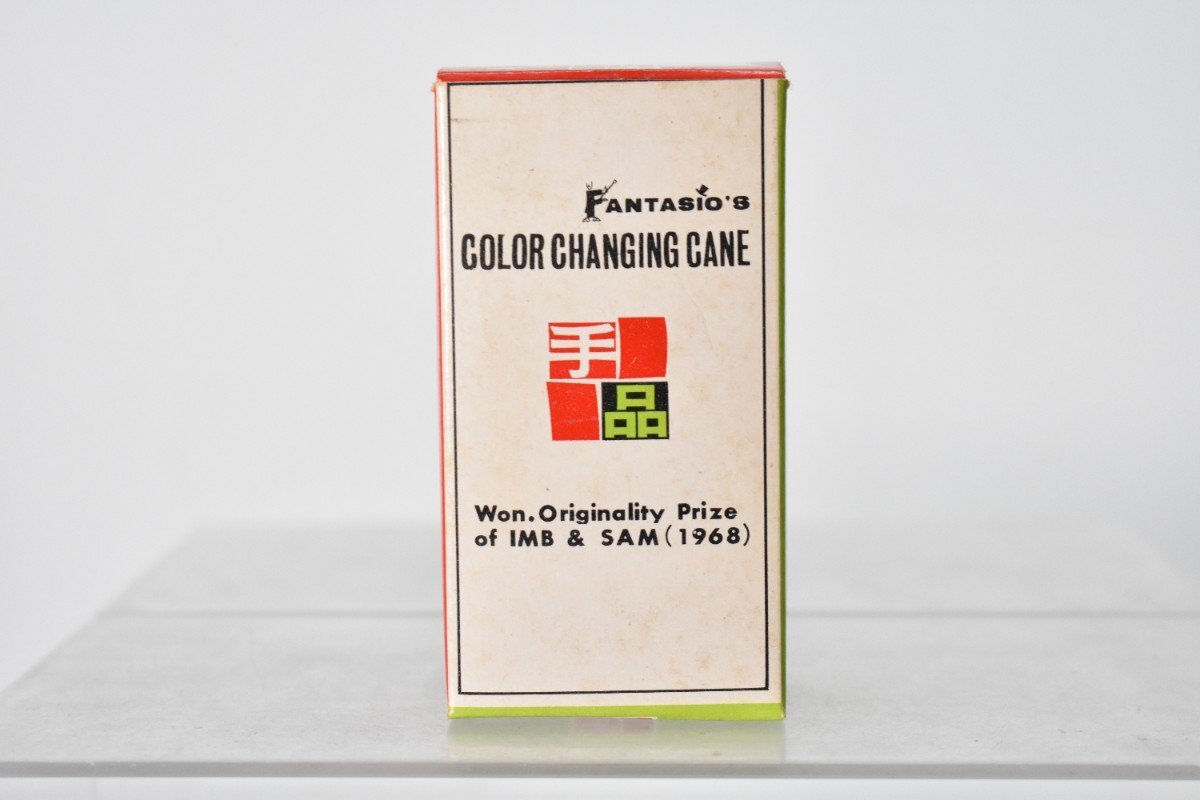 FANTASIO'S
COLOR CHANGING CANE
手
品
Won. Originality Prize
of IMB & SAM (1968)